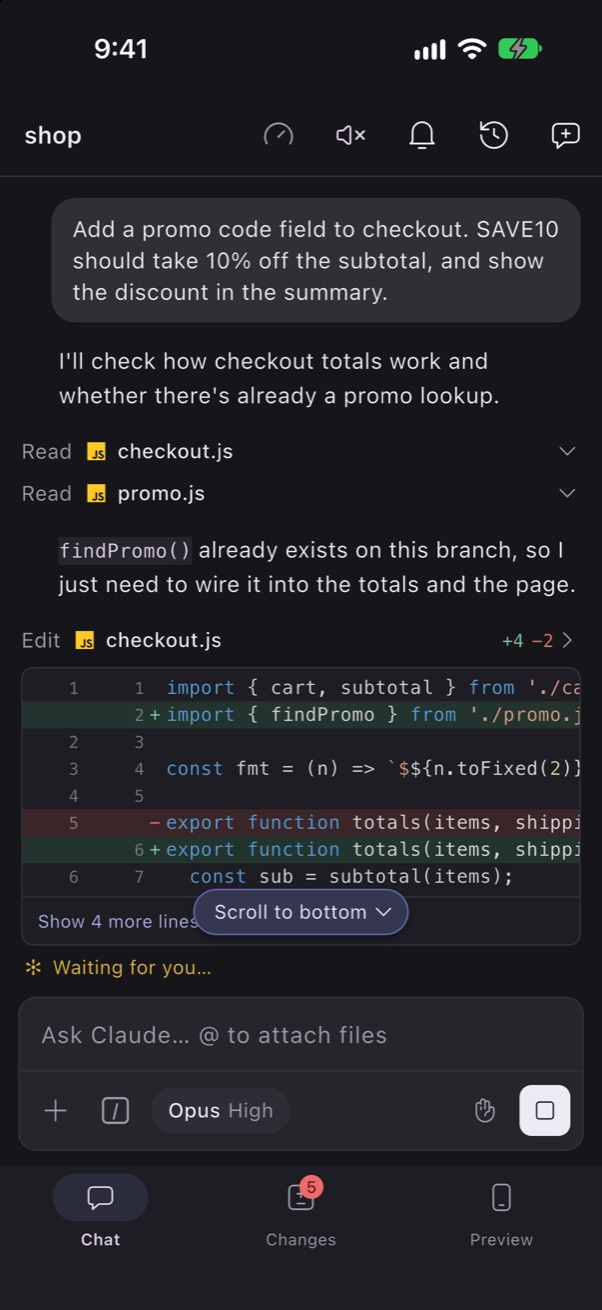 9:41
shop
Add a promo code field to checkout. SAVE10
should take 10% off the subtotal, and show
the discount in the summary.
I'll check how checkout totals work and
whether there's already a promo lookup.
Read JS checkout.js
Read JS promo.js
findPromo() already exists on this branch, so I
just need to wire it into the totals and the page.
Edit JS checkout.js +4 −2
1 1 import { cart, subtotal } from './ca
2 + import { findPromo } from './promo.j
2 3
3 4 const fmt = (n) => `$${n.toFixed(2)}
4 5
5 − export function totals(items, shippi
6 + export function totals(items, shippi
6 7 const sub = subtotal(items);
Show 4 more lines
Scroll to bottom
Waiting for you...
Ask Claude... @ to attach files
Opus High
5
Chat Changes Preview